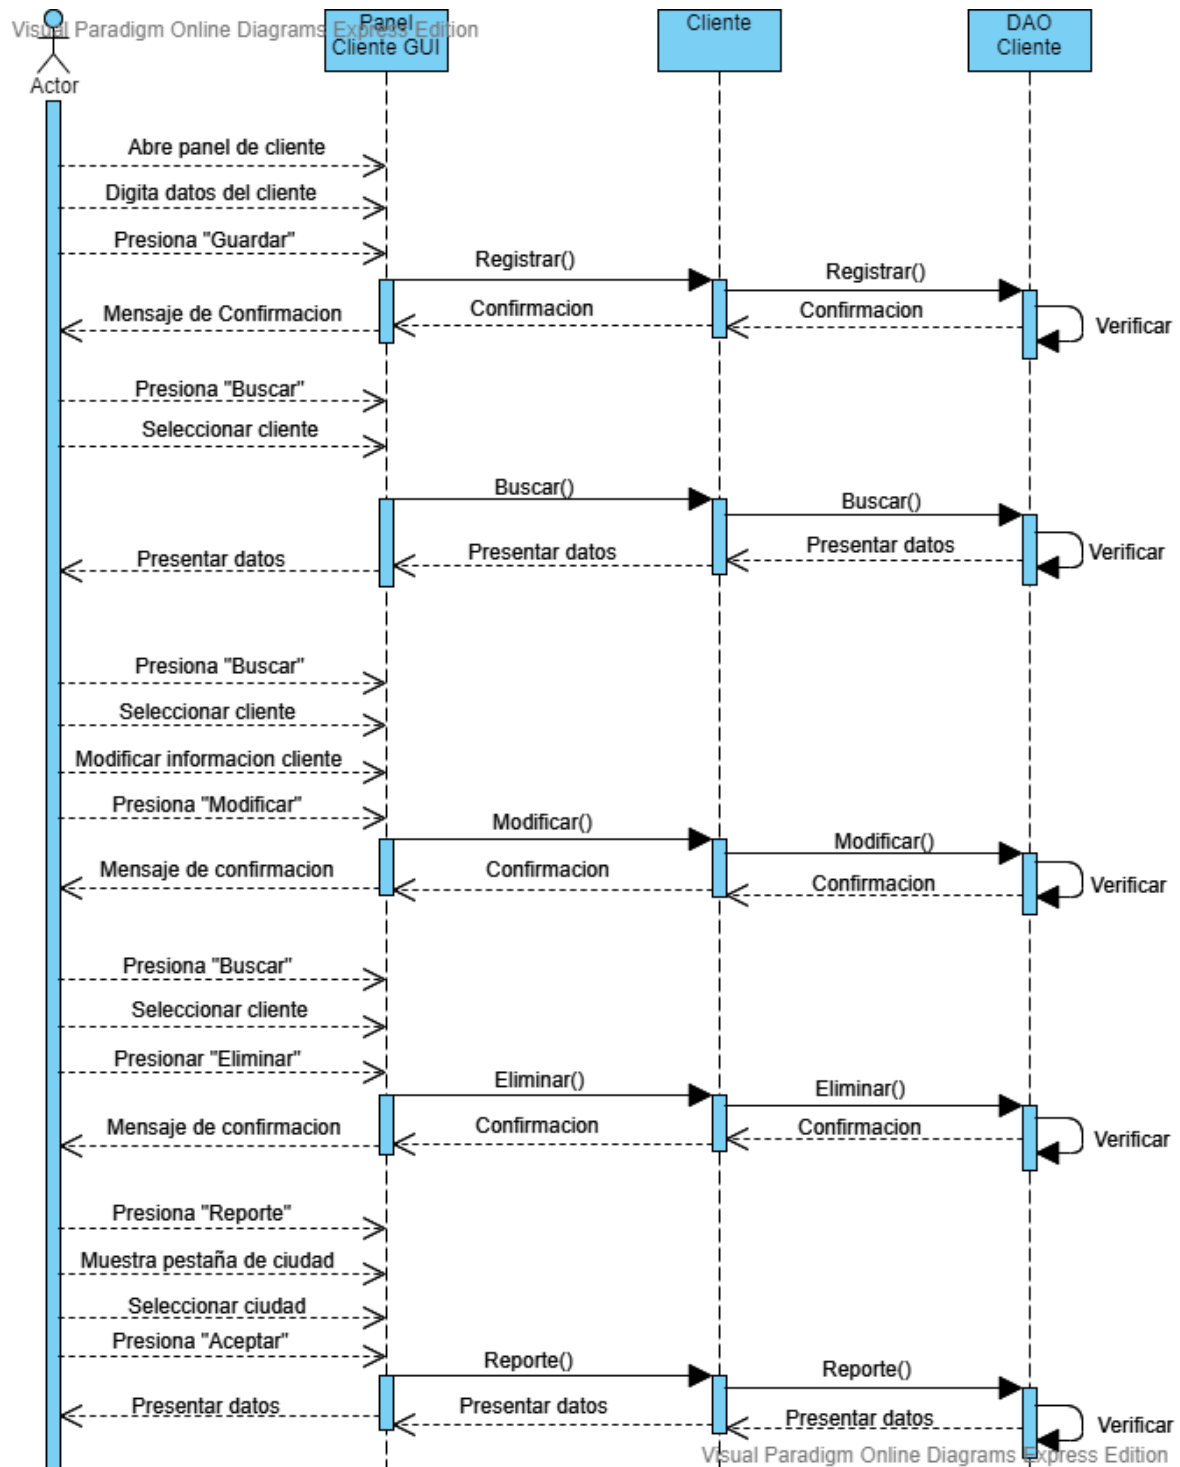 Visual Paradigm Online Diagrams Express Edition
Actor
Panel
Cliente GUI
Cliente
DAO
Cliente
Abre panel de cliente
Digita datos del cliente
Presiona "Guardar"
Registrar()
Registrar()
Mensaje de Confirmacion
Confirmacion
Confirmacion
Verificar
Presiona "Buscar"
Seleccionar cliente
Buscar()
Buscar()
Presentar datos
Presentar datos
Presentar datos
Verificar
Presiona "Buscar"
Seleccionar cliente
Modificar informacion cliente
Presiona "Modificar"
Modificar()
Modificar()
Mensaje de confirmacion
Confirmacion
Confirmacion
Verificar
Presiona "Buscar"
Seleccionar cliente
Presionar "Eliminar"
Eliminar()
Eliminar()
Mensaje de confirmacion
Confirmacion
Confirmacion
Verificar
Presiona "Reporte"
Muestra pestaña de ciudad
Seleccionar ciudad
Presiona "Aceptar"
Reporte()
Reporte()
Presentar datos
Presentar datos
Presentar datos
Verificar
Visual Paradigm Online Diagrams Express Edition